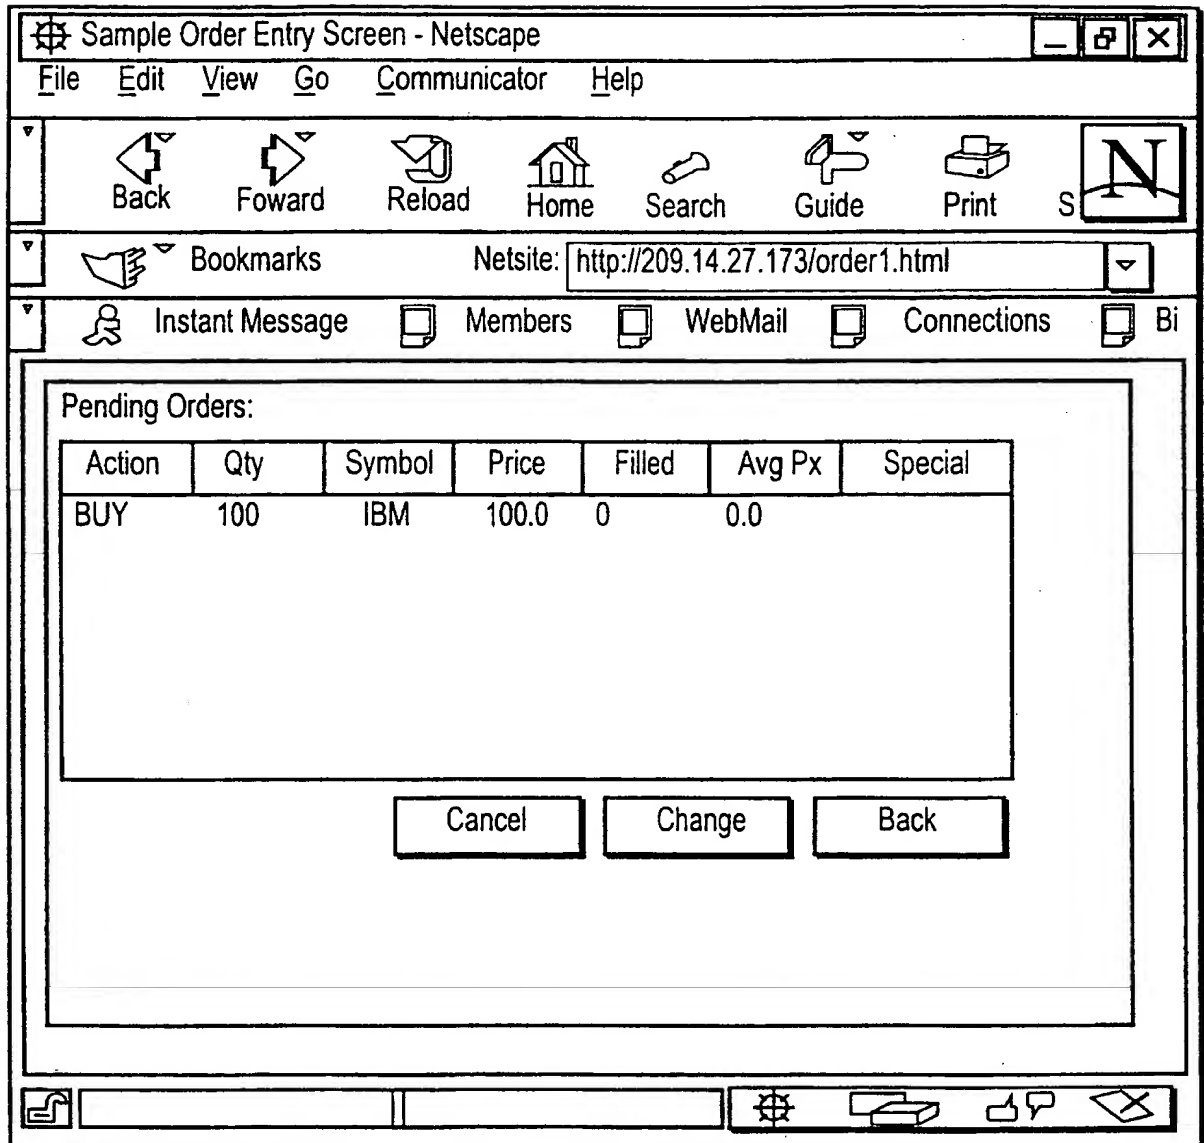 Sample Order Entry Screen - Netscape
File Edit View Go Communicator Help
Back Foward Reload Home Search Guide Print S N
Bookmarks Netsite: http://209.14.27.173/order1.html
Instant Message Members WebMail Connections Bi
Pending Orders:
Action Qty Symbol Price Filled Avg Px Special
BUY 100 IBM 100.0 0 0.0
Cancel Change Back